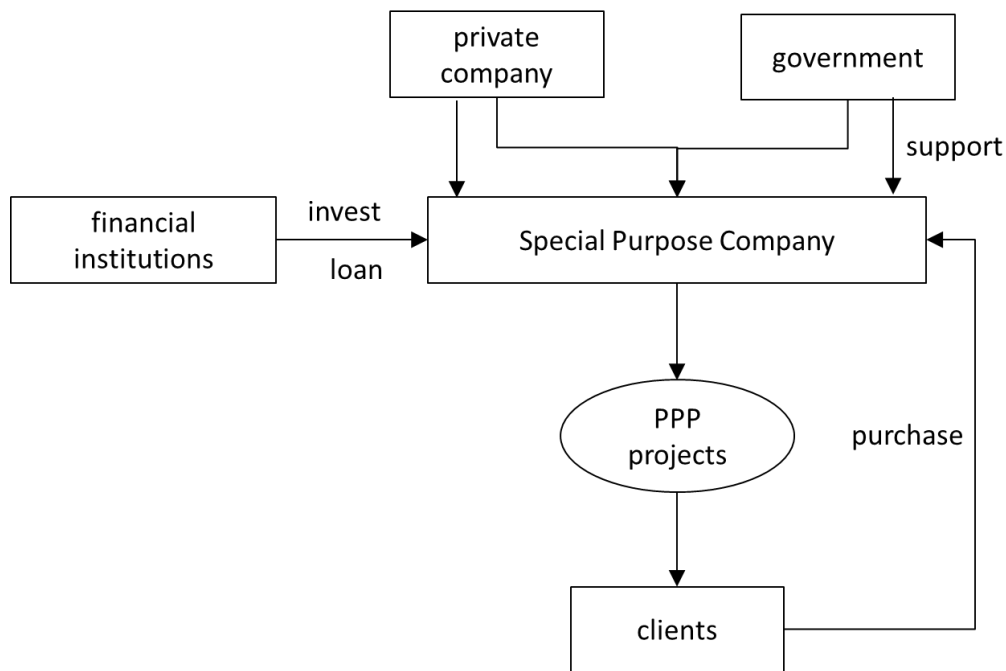 private
company
government
support
financial
institutions
invest
loan
Special Purpose Company
PPP
projects
purchase
clients